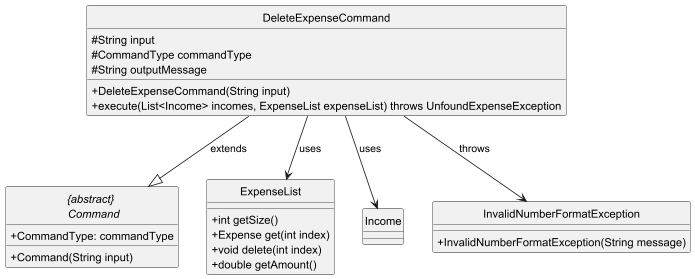 DeleteExpenseCommand
#String input
#CommandType commandType
#String outputMessage
+DeleteExpenseCommand(String input)
+execute(List<Income> incomes, ExpenseList expenseList) throws UnfoundExpenseException
extends
uses
uses
throws
{abstract}
Command
+CommandType: commandType
+Command(String input)
ExpenseList
+int getSize()
+Expense get(int index)
+void delete(int index)
+double getAmount()
Income
InvalidNumberFormatException
+InvalidNumberFormatException(String message)